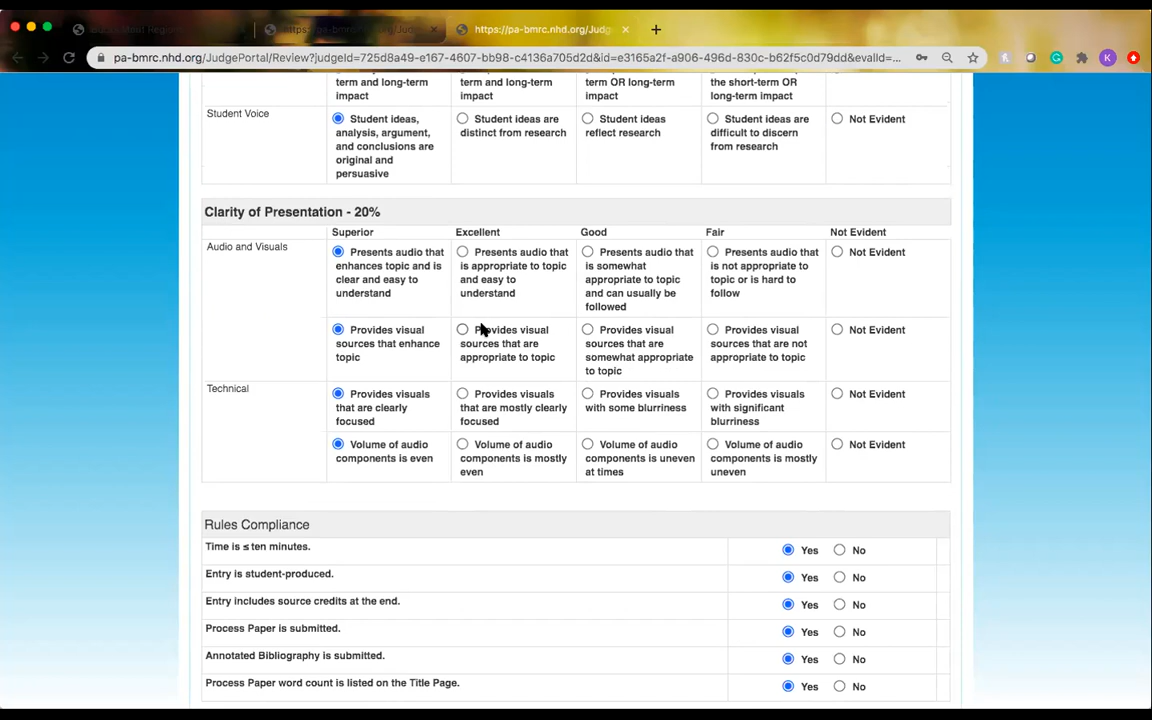 https://pa-bmrc.nhd.org/Judg
pa-bmrc.nhd.org/JudgePortal/Review?judgeId=725d8a49-e167-4607-bb98-c4136a705d2d&id=e3165a2f-a906-496d-830c-b62f5c0d79dd&evalId=...
K
term and long-term
impact
term and long-term
impact
term OR long-term
impact
the short-term OR
long-term impact
Student Voice
Student ideas,
analysis, argument,
and conclusions are
original and
persuasive
Student ideas are
distinct from research
Student ideas
reflect research
Student ideas are
difficult to discern
from research
Not Evident
Clarity of Presentation - 20%
Superior
Excellent
Good
Fair
Not Evident
Audio and Visuals
Presents audio that
enhances topic and is
clear and easy to
understand
Presents audio that
is appropriate to topic
and easy to
understand
Presents audio that
is somewhat
appropriate to topic
and can usually be
followed
Presents audio that
is not appropriate to
topic or is hard to
follow
Not Evident
Provides visual
sources that enhance
topic
Provides visual
sources that are
appropriate to topic
Provides visual
sources that are
somewhat appropriate
to topic
Provides visual
sources that are not
appropriate to topic
Not Evident
Technical
Provides visuals
that are clearly
focused
Provides visuals
that are mostly clearly
focused
Provides visuals
with some blurriness
Provides visuals
with significant
blurriness
Not Evident
Volume of audio
components is even
Volume of audio
components is mostly
even
Volume of audio
components is uneven
at times
Volume of audio
components is mostly
uneven
Not Evident
Rules Compliance
Time is ≤ ten minutes.
Yes No
Entry is student-produced.
Yes No
Entry includes source credits at the end.
Yes No
Process Paper is submitted.
Yes No
Annotated Bibliography is submitted.
Yes No
Process Paper word count is listed on the Title Page.
Yes No